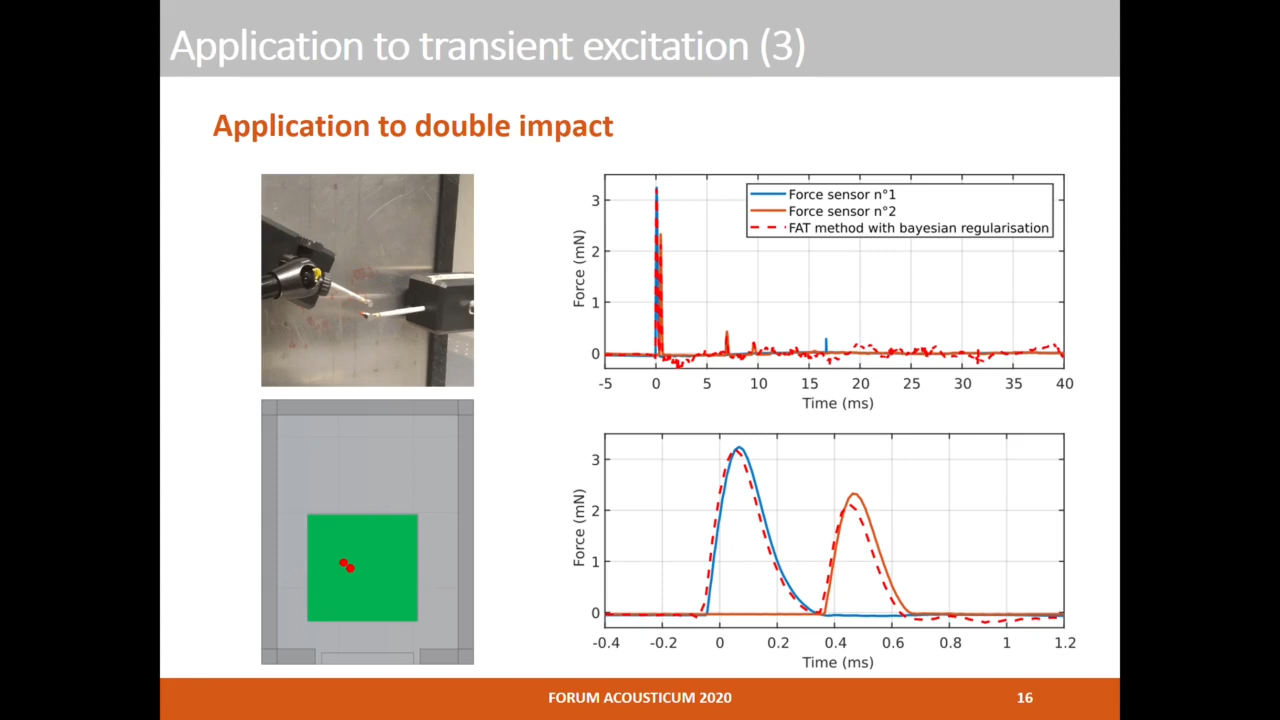 Application to transient excitation (3)
Application to double impact
Force sensor n°1
Force sensor n°2
FAT method with bayesian regularisation
3
2
1
0
Force (mN)
-5 0 5 10 15 20 25 30 35 40
Time (ms)
3
2
1
0
Force (mN)
-0.4 -0.2 0 0.2 0.4 0.6 0.8 1 1.2
Time (ms)
FORUM ACOUSTICUM 2020
16